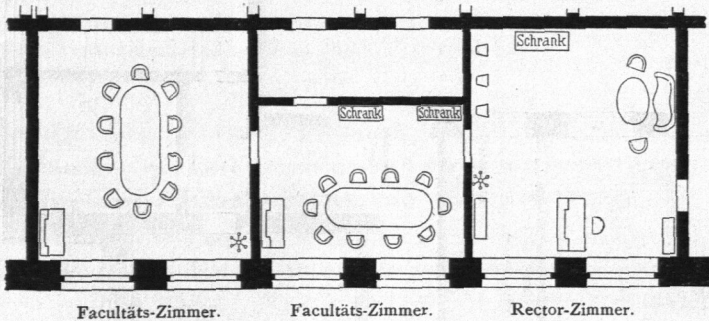 Schrank
Schrank Schrank
Facultäts-Zimmer. Facultäts-Zimmer. Rector-Zimmer.